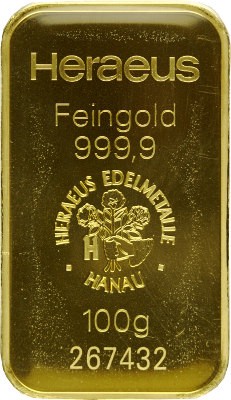 Heraeus
Feingold
999,9
HERAEUS EDELMETALLE
H
HANAU
100g
267432